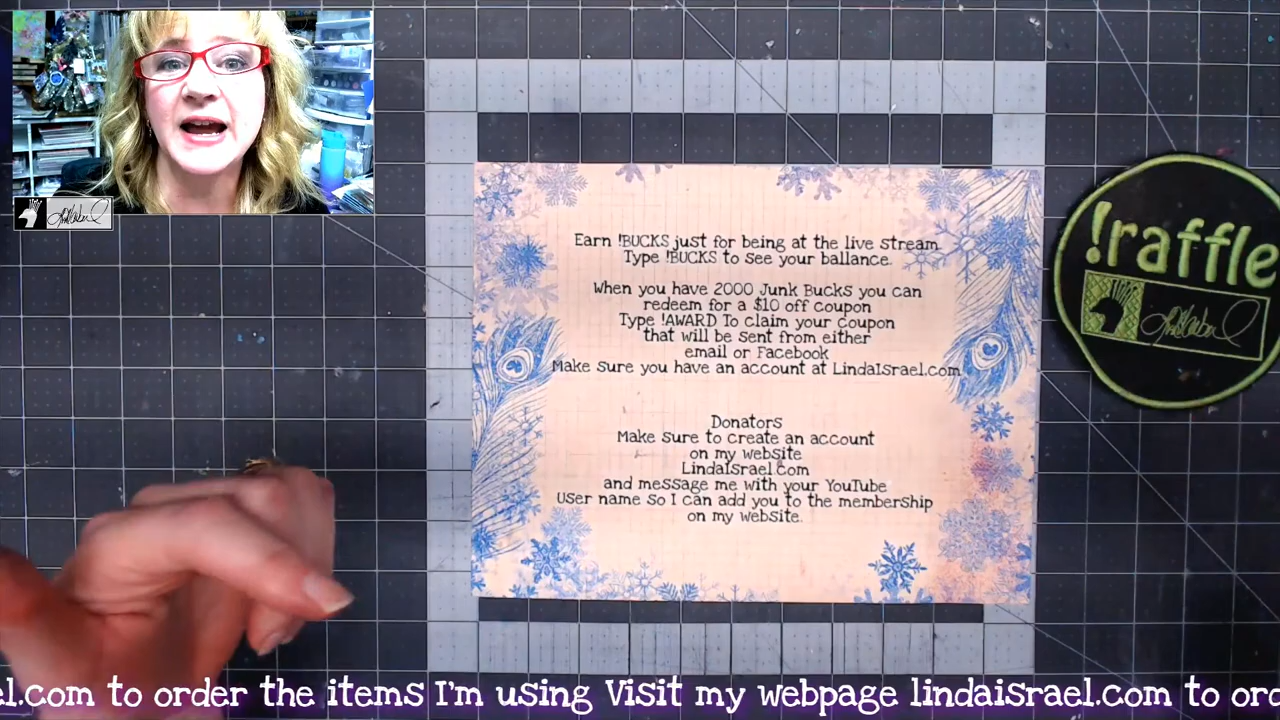 Earn !BUCKS just for being at the live stream
Type !BUCKS to see your ballance.
When you have 2000 Junk Bucks you can
redeem for a $10 off coupon
Type !AWARD To claim your coupon
that will be sent from either
email or Facebook
Make sure you have an account at LindaIsrael.com
Donators
Make sure to create an account
on my website
LindaIsrael.com
and message me with your YouTube
User name so I can add you to the membership
on my website.
!raffle
el.com to order the items I'm using Visit my webpage lindaisrael.com to ord